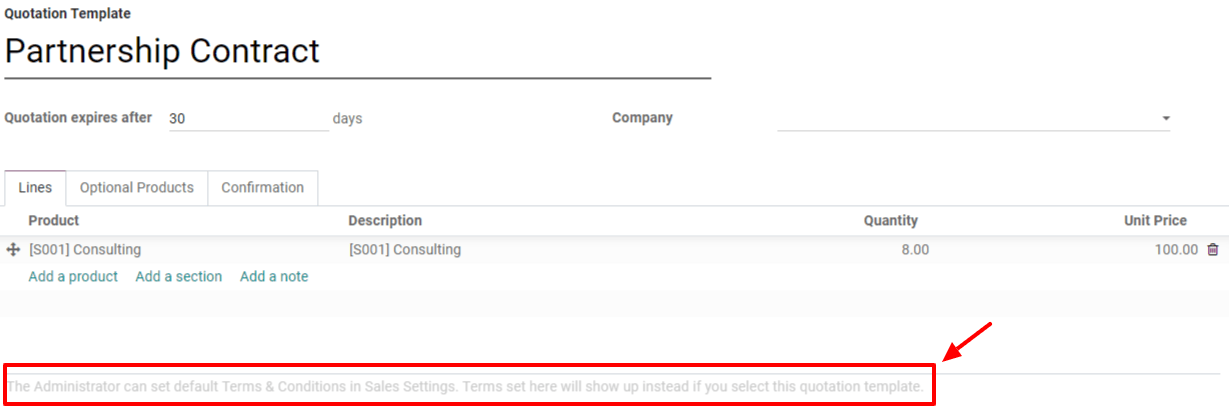 Quotation Template
Partnership Contract
Quotation expires after 30 days Company
Lines Optional Products Confirmation
Product Description Quantity Unit Price
[S001] Consulting [S001] Consulting 8.00 100.00
Add a product Add a section Add a note
The Administrator can set default Terms & Conditions in Sales Settings. Terms set here will show up instead if you select this quotation template.